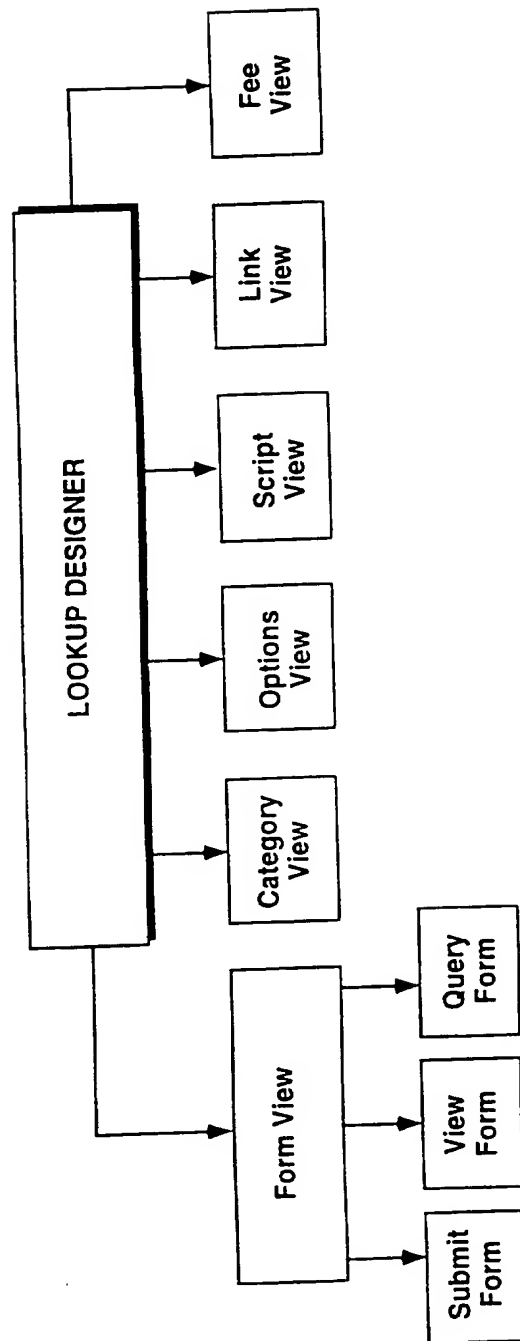 LOOKUP DESIGNER
Form View
Category
View
Options
View
Script
View
Link
View
Fee
View
Submit
Form
View
Form
Query
Form